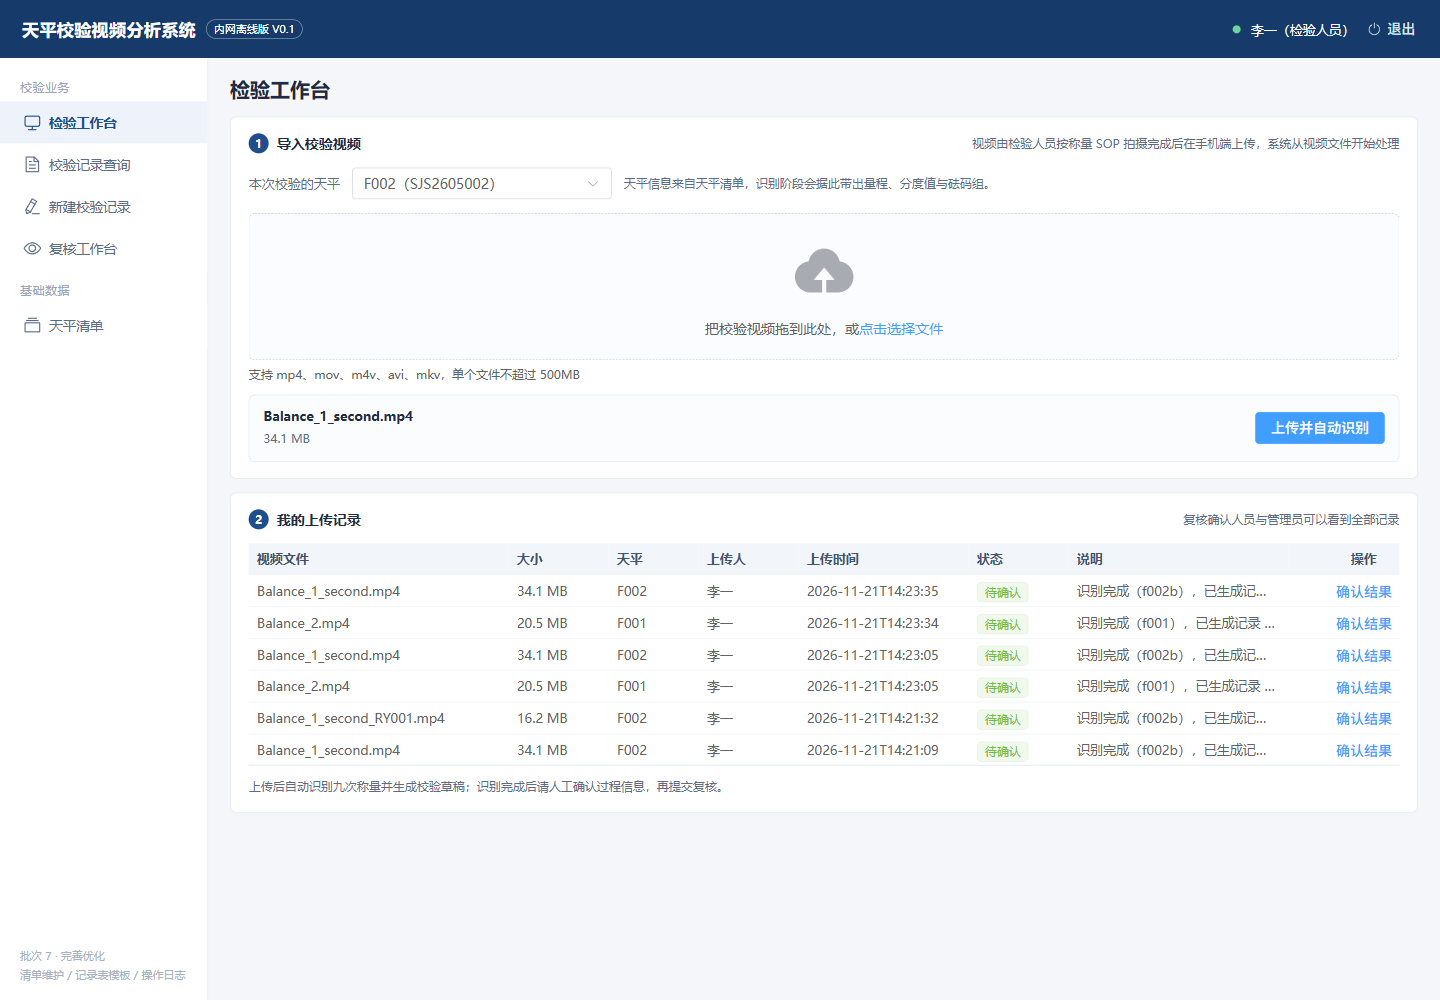 天平校验视频分析系统 内网离线版 V0.1
李一（检验人员） 退出
校验业务
检验工作台
校验记录查询
新建校验记录
复核工作台
基础数据
天平清单
批次 7 · 完善优化
清单维护 / 记录表模板 / 操作日志
检验工作台
1 导入校验视频 视频由检验人员按称量 SOP 拍摄完成后在手机端上传，系统从视频文件开始处理
本次校验的天平 F002（SJS2605002） 天平信息来自天平清单，识别阶段会据此带出量程、分度值与砝码组。
把校验视频拖到此处，或点击选择文件
支持 mp4、mov、m4v、avi、mkv，单个文件不超过 500MB
Balance_1_second.mp4
34.1 MB
上传并自动识别
2 我的上传记录 复核确认人员与管理员可以看到全部记录
视频文件 大小 天平 上传人 上传时间 状态 说明 操作
Balance_1_second.mp4 34.1 MB F002 李一 2026-11-21T14:23:35 待确认 识别完成（f002b），已生成记... 确认结果
Balance_2.mp4 20.5 MB F001 李一 2026-11-21T14:23:34 待确认 识别完成（f001），已生成记录 ... 确认结果
Balance_1_second.mp4 34.1 MB F002 李一 2026-11-21T14:23:05 待确认 识别完成（f002b），已生成记... 确认结果
Balance_2.mp4 20.5 MB F001 李一 2026-11-21T14:23:05 待确认 识别完成（f001），已生成记录 ... 确认结果
Balance_1_second_RY001.mp4 16.2 MB F002 李一 2026-11-21T14:21:32 待确认 识别完成（f002b），已生成记... 确认结果
Balance_1_second.mp4 34.1 MB F002 李一 2026-11-21T14:21:09 待确认 识别完成（f002b），已生成记... 确认结果
上传后自动识别九次称量并生成校验草稿；识别完成后请人工确认过程信息，再提交复核。